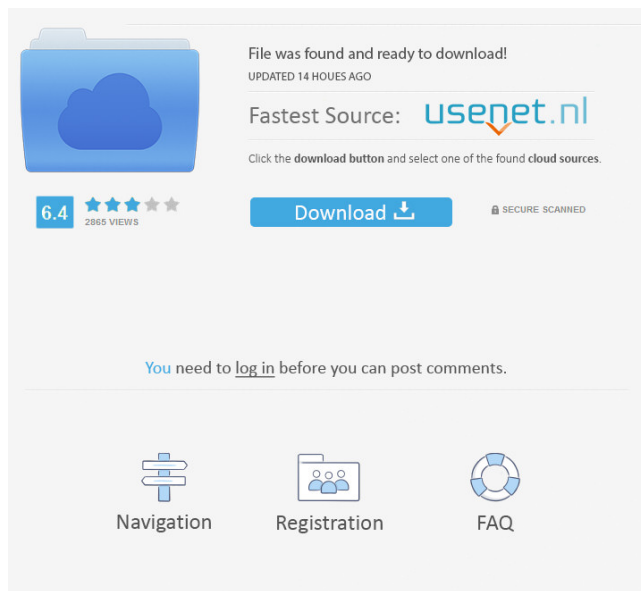 File was found and ready to download!
UPDATED 14 HOUES AGO
Fastest Source: usenet.nl
Click the download button and select one of the found cloud sources.
6.4
2865 VIEWS
Download
SECURE SCANNED
You need to log in before you can post comments.
Navigation
Registration
FAQ